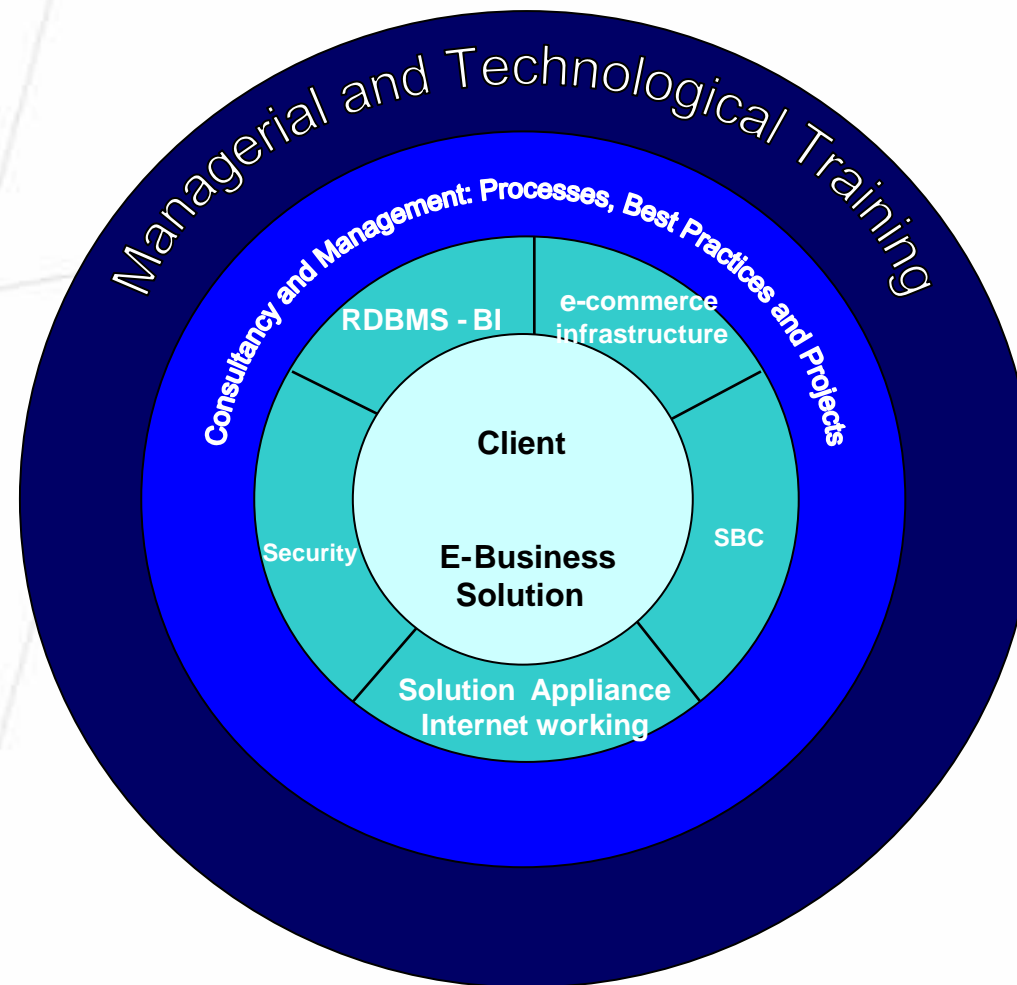 Managerial and Technological Training
Consultancy and Management: Processes, Best Practices and Projects
RDBMS - BI
e-commerce
infrastructure
Client
Security
SBC
E-Business
Solution
Solution Appliance
Internet working